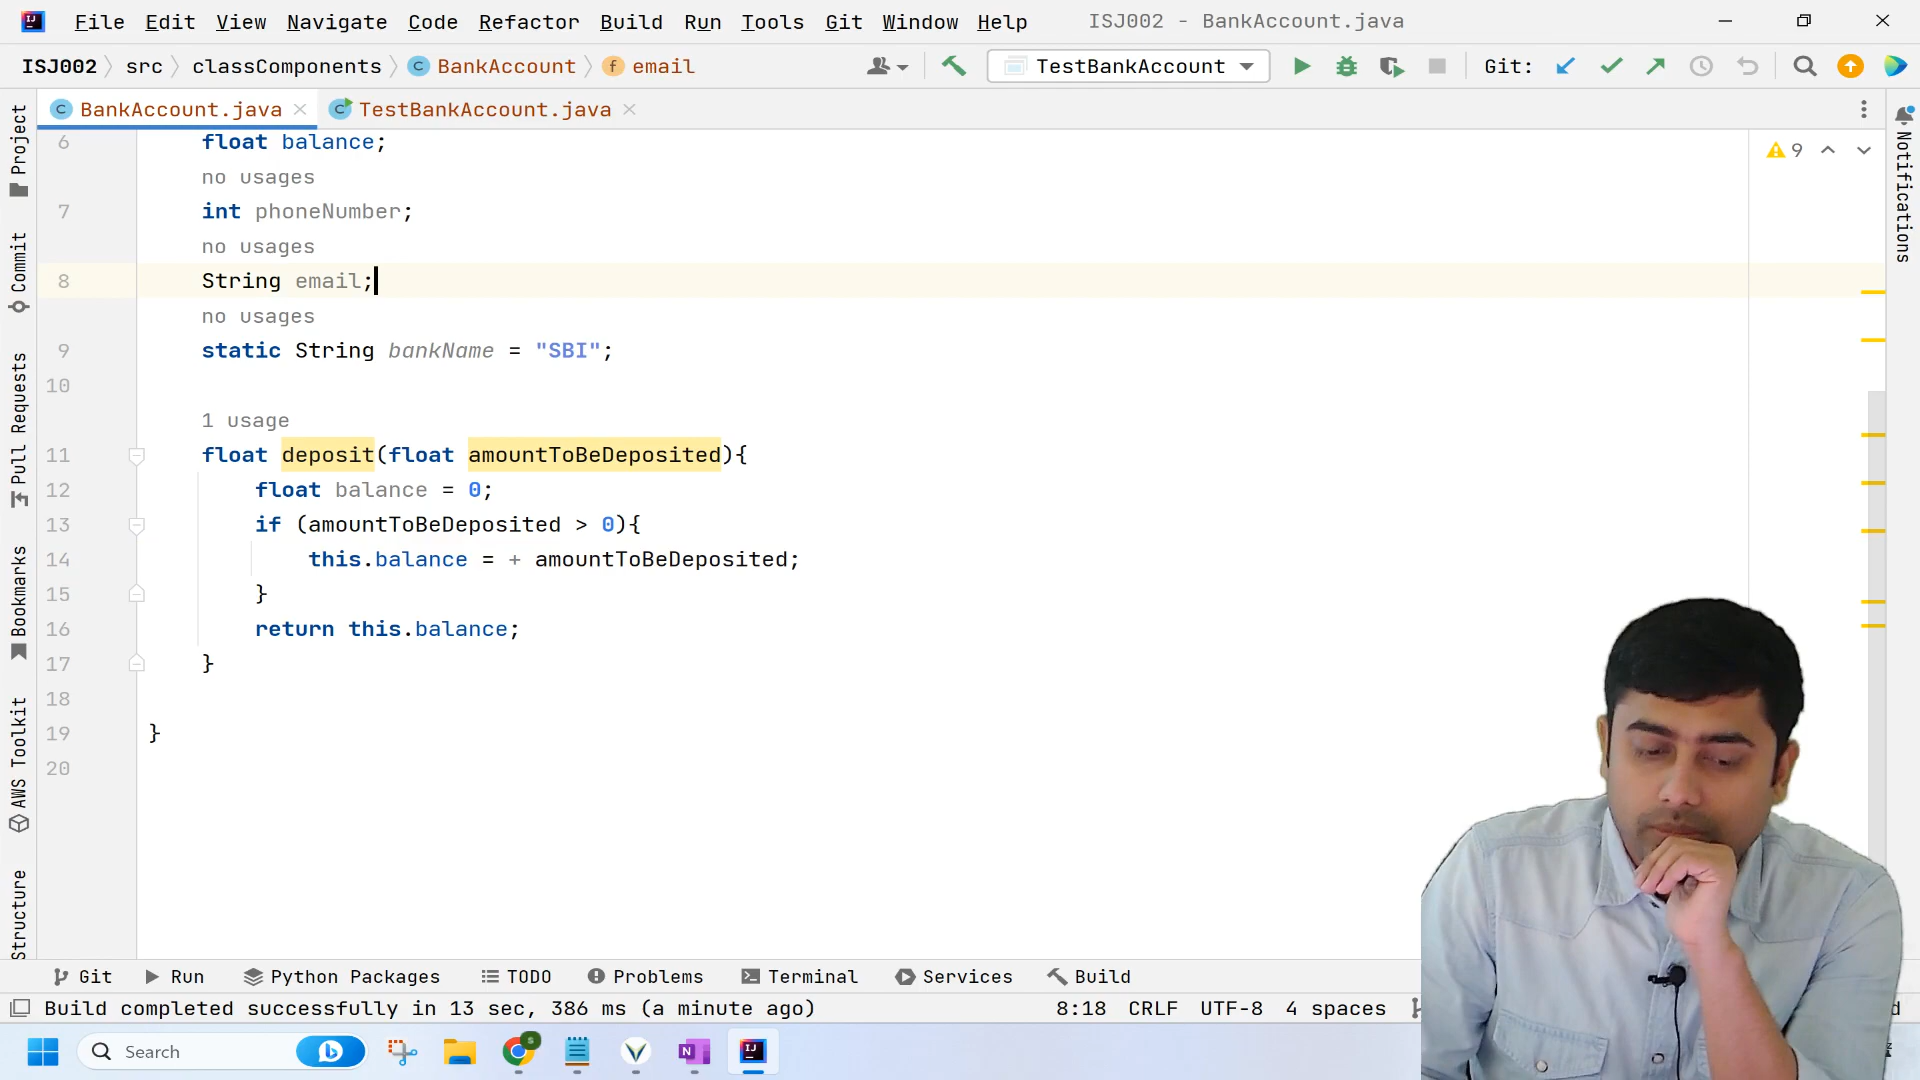 File Edit View Navigate Code Refactor Build Run Tools Git Window Help ISJ002 - BankAccount.java
ISJ002 src classComponents BankAccount email TestBankAccount Git:
BankAccount.java TestBankAccount.java
6 float balance;
9
no usages
7 int phoneNumber;
no usages
8 String email;
no usages
9 static String bankName = "SBI";
10
1 usage
11 float deposit(float amountToBeDeposited){
12 float balance = 0;
13 if (amountToBeDeposited > 0){
14 this.balance = + amountToBeDeposited;
15 }
16 return this.balance;
17 }
18
19 }
20
Project
Commit
Pull Requests
Bookmarks
AWS Toolkit
Structure
Notifications
Git Run Python Packages TODO Problems Terminal Services Build
Build completed successfully in 13 sec, 386 ms (a minute ago) 8:18 CRLF UTF-8 4 spaces
Search